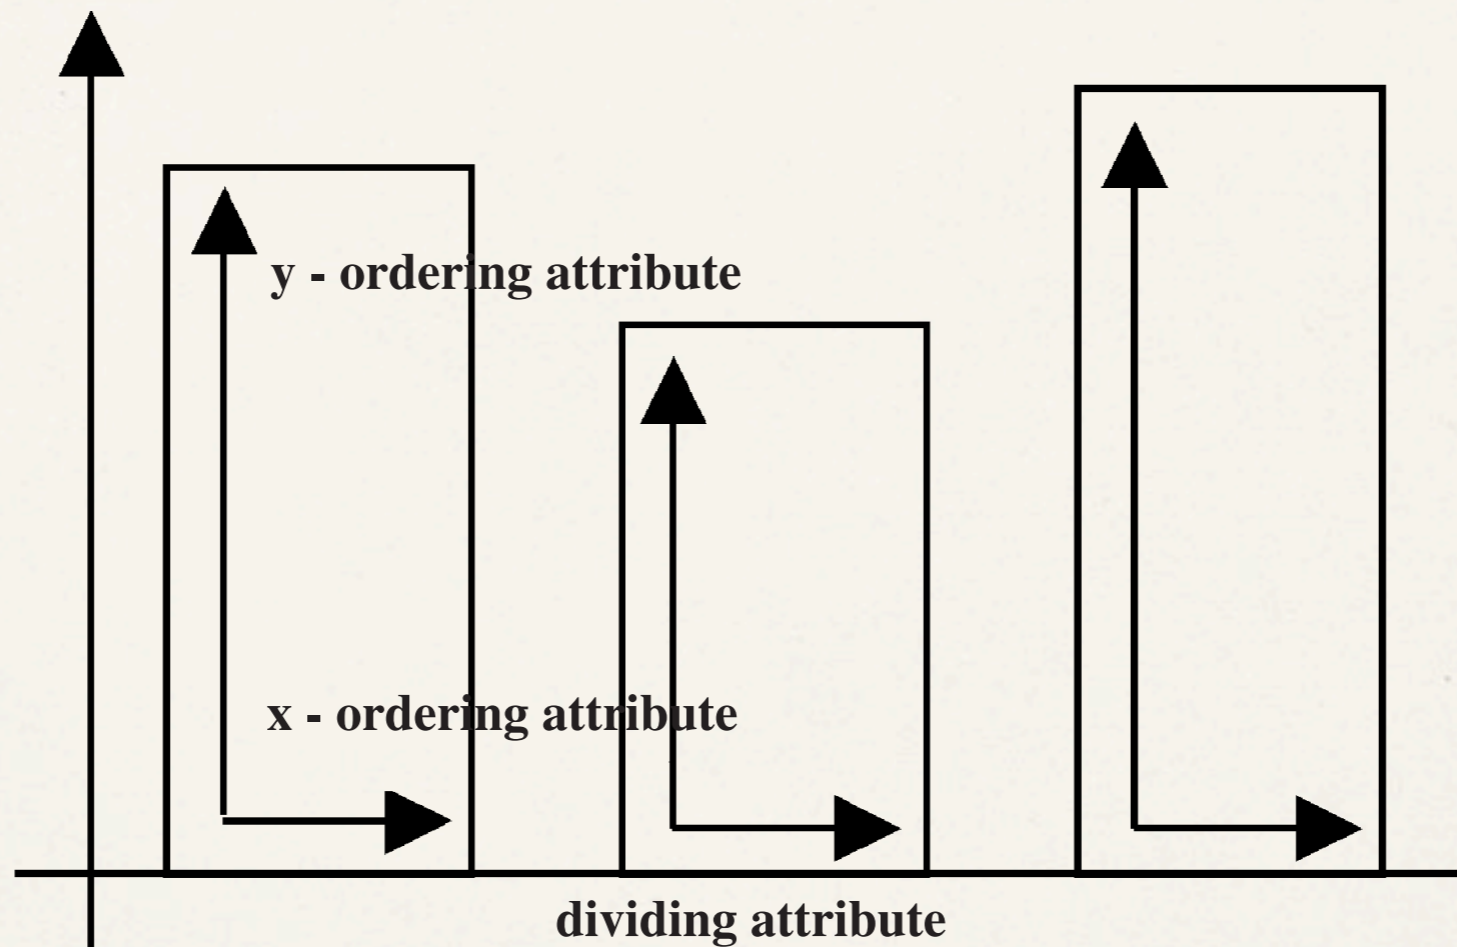 y - ordering attribute
x - ordering attribute
dividing attribute